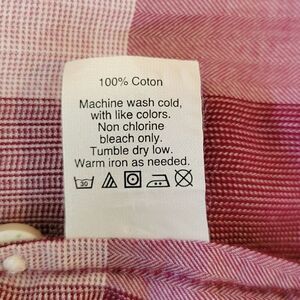 100% Coton
Machine wash cold,
with like colors.
Non chlorine
bleach only.
Tumble dry low.
Warm iron as needed.
30